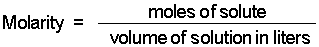 Molarity = moles of solute
volume of solution in liters